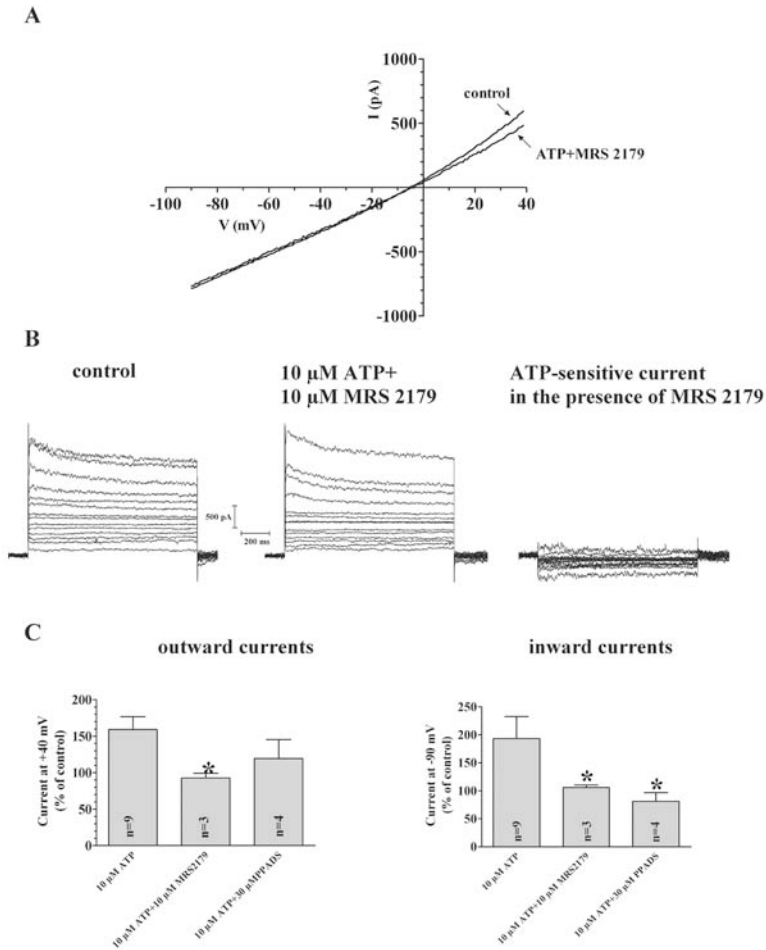 A
1000
control
I (pA)
500
ATP+MRS 2179
-100 -80 -60 -40 -20 0 20 40
V (mV)
-500
-1000
B
control
10 µM ATP+
10 µM MRS 2179
ATP-sensitive current
in the presence of MRS 2179
500 pA
200 ms
C
outward currents
inward currents
Current at +40 mV
(% of control)
200
150
100
50
0
*
n=9
n=3
n=4
10 µM ATP
10 µM ATP+10 µM MRS2179
10 µM ATP+30 µMPPADS
Current at -90 mV
(% of control)
250
200
150
100
50
0
*
*
n=9
n=3
n=4
10 µM ATP
10 µM ATP+10 µM MRS2179
10 µM ATP+30 µM PPADS